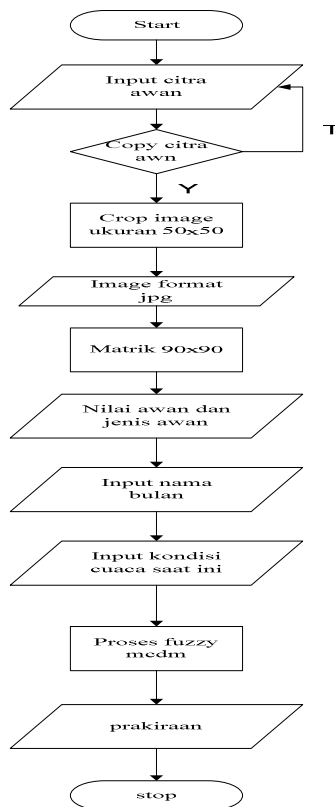 Start
Input citra
awan
Copy citra
awn
T
Y
Crop image
ukuran 50x50
Image format
jpg
Matrik 90x90
Nilai awan dan
jenis awan
Input nama
bulan
Input kondisi
cuaca saat ini
Proses fuzzy
mcdm
prakiraan
stop